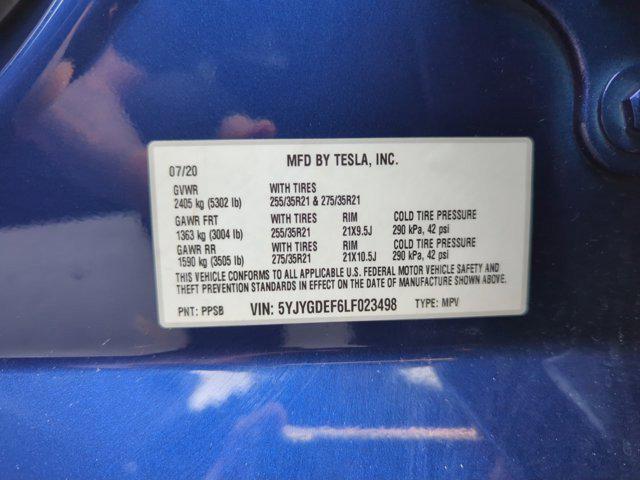 07/20 MFD BY TESLA, INC.
GVWR WITH TIRES
2405 kg (5302 lb) 255/35R21 & 275/35R21
GAWR FRT WITH TIRES RIM COLD TIRE PRESSURE
1363 kg (3004 lb) 255/35R21 21X9.5J 290 kPa, 42 psi
GAWR RR WITH TIRES RIM COLD TIRE PRESSURE
1590 kg (3505 lb) 275/35R21 21X10.5J 290 kPa, 42 psi
THIS VEHICLE CONFORMS TO ALL APPLICABLE U.S. FEDERAL MOTOR VEHICLE SAFETY AND
THEFT PREVENTION STANDARDS IN EFFECT ON THE DATE OF MANUFACTURE SHOWN ABOVE.
PNT: PPSB VIN: 5YJYGDEF6LF023498 TYPE: MPV